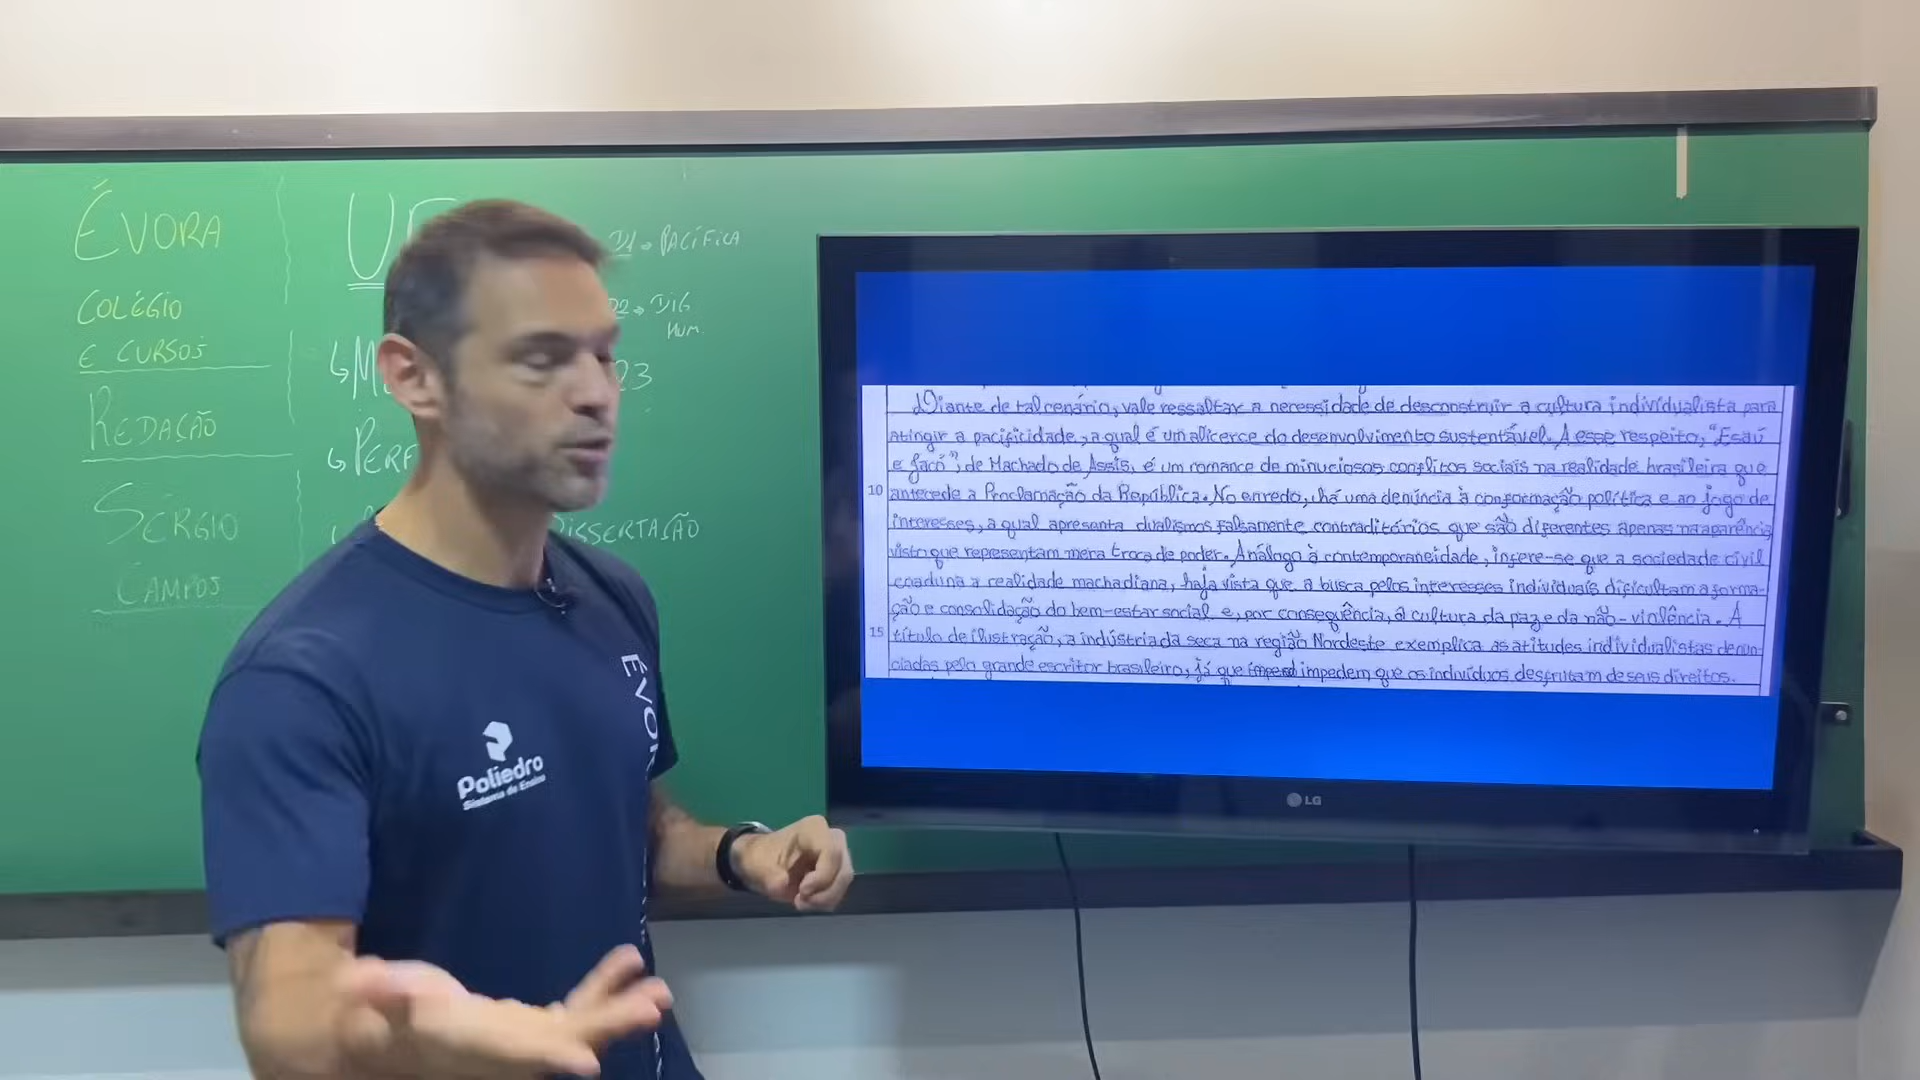 ÉVORA
COLÉGIO
E CURSOS
REDAÇÃO
SÉRGIO
CAMPOS
D1 → PACÍFICA
D2 → DIG
HUM.
23
DISSERTAÇÃO
Diante de tal cenário, vale ressaltar a necessidade de desconstruir a cultura individualista para
atingir a pacificidade, a qual é um alicerce do desenvolvimento sustentável. A esse respeito, "Esaú
e Jacó", de Machado de Assis, é um romance de minuciosos conflitos sociais na realidade brasileira que
10 antecede a Proclamação da República. No enredo, há uma denúncia à conformação política e ao jogo de
interesses, a qual apresenta dualismos falsamente contraditórios que são diferentes apenas na aparência,
visto que representam mera troca de poder. Análogo à contemporaneidade, infere-se que a sociedade civil
coaduna a realidade machadiana, haja vista que a busca pelos interesses individuais dificultam a forma-
ção e consolidação do bem-estar social e, por consequência, a cultura da paz e da não-violência. A
15 título de ilustração, a indústria da seca na região Nordeste exemplica as atitudes individualistas denun-
ciadas pelo grande escritor brasileiro, já que impedem que os indivíduos desfrutam de seus direitos.
LG
Poliedro
Sistema de Ensino